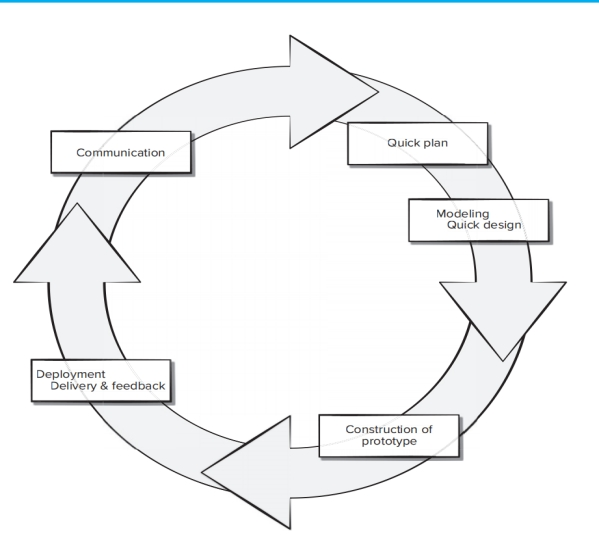 Communication
Quick plan
Modeling
Quick design
Construction of
prototype
Deployment
Delivery & feedback